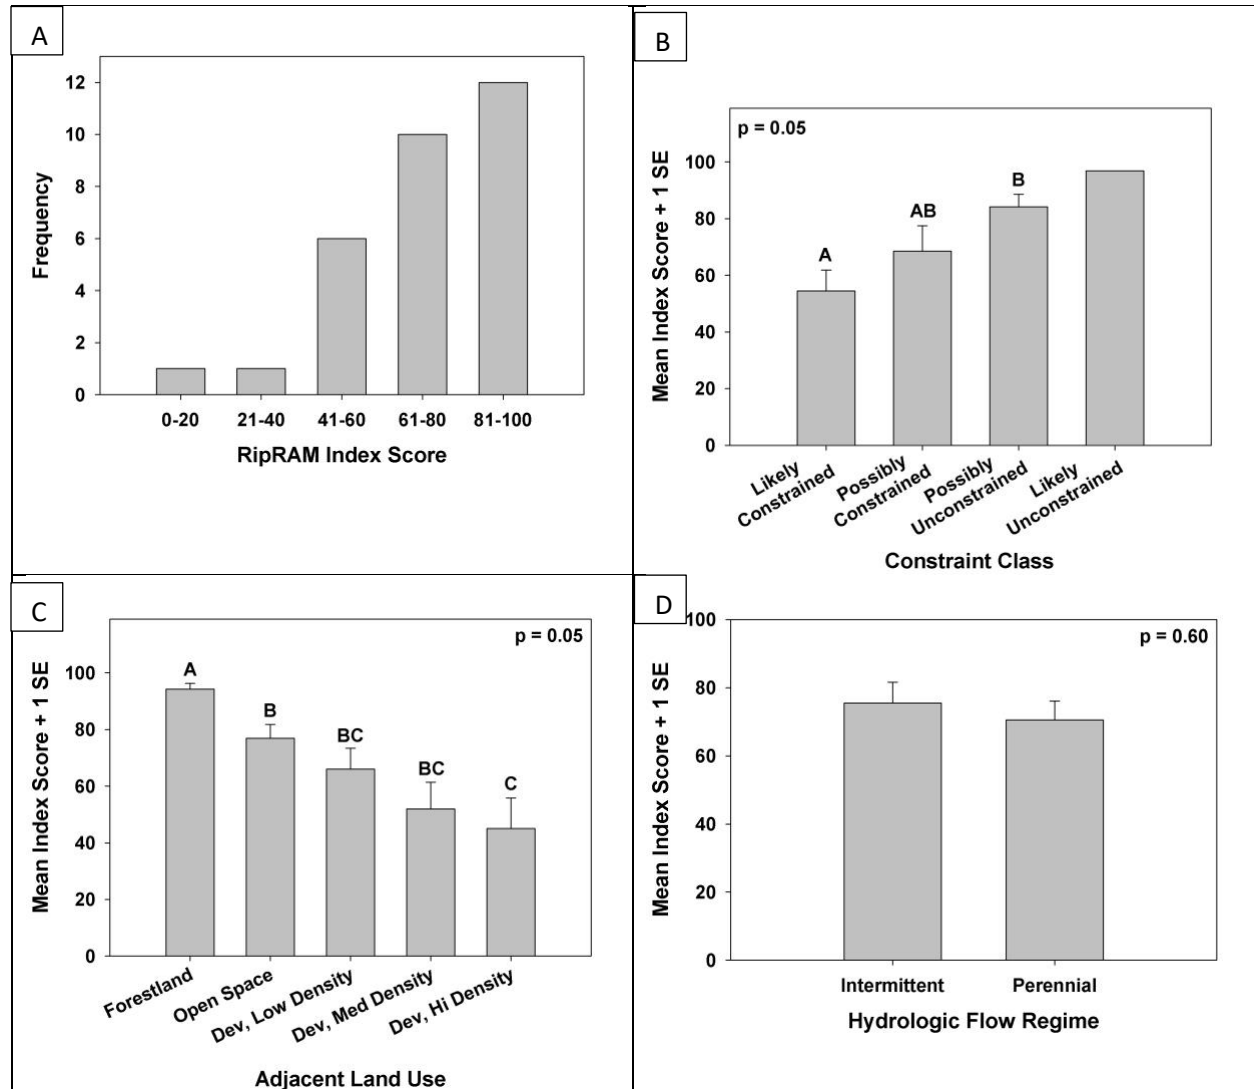 A
12
10
8
6
4
2
0
Frequency
0-20 21-40 41-60 61-80 81-100
RipRAM Index Score
B
p = 0.05
100
80
60
40
20
0
Mean Index Score + 1 SE
A
AB
B
Likely
Constrained
Possibly
Constrained
Possibly
Unconstrained
Likely
Unconstrained
Constraint Class
C
p = 0.05
100
80
60
40
20
0
Mean Index Score + 1 SE
A
B
BC
BC
C
Forestland
Open Space
Dev, Low Density
Dev, Med Density
Dev, Hi Density
Adjacent Land Use
D
p = 0.60
100
80
60
40
20
0
Mean Index Score + 1 SE
Intermittent Perennial
Hydrologic Flow Regime